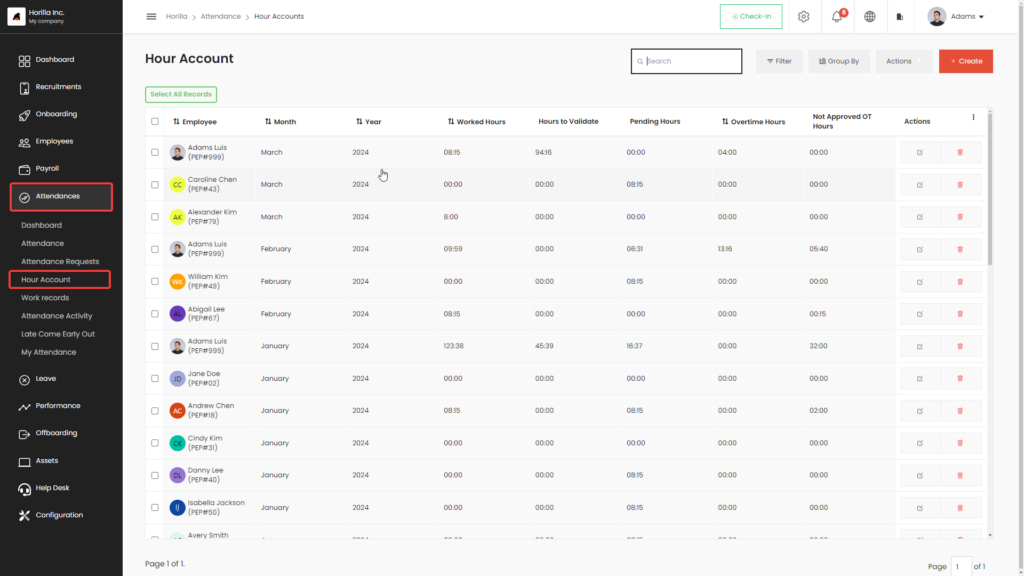 Horilla Inc.
My company
Dashboard
Recruitments
Onboarding
Employees
Payroll
Attendances
Dashboard
Attendance
Attendance Requests
Hour Account
Work records
Attendance Activity
Late Come Early Out
My Attendance
Leave
Performance
Offboarding
Assets
Help Desk
Configuration
Horilla > Attendance > Hour Accounts
Check-In
8
Adams
Hour Account
Search
Filter
Group By
Actions
+ Create
Select All Records
Employee Month Year Worked Hours Hours to Validate Pending Hours Overtime Hours Not Approved OT Hours Actions
Adams Luis (PEP#999) March 2024 08:15 94:16 00:00 04:00 00:00
Caroline Chen (PEP#43) March 2024 00:00 00:00 08:15 00:00 00:00
Alexander Kim (PEP#79) March 2024 8:00 00:00 00:00 00:00 00:00
AK
CC
Adams Luis (PEP#999) February 2024 09:59 00:00 06:31 13:16 05:40
WK William Kim (PEP#49) February 2024 00:00 00:00 08:15 00:00 00:00
AL Abigail Lee (PEP#67) February 2024 08:15 00:00 00:00 00:00 00:15
Adams Luis (PEP#999) January 2024 123:38 45:39 16:37 00:00 32:00
JD Jane Doe (PEP#02) January 2024 00:00 00:00 00:00 00:00 00:00
AC Andrew Chen (PEP#18) January 2024 08:15 00:00 08:15 00:00 02:00
CK Cindy Kim (PEP#31) January 2024 00:00 00:00 00:00 00:00 00:00
DL Danny Lee (PEP#40) January 2024 00:00 00:00 08:15 00:00 00:00
IJ Isabella Jackson (PEP#50) January 2024 00:00 00:00 08:15 00:00 00:00
Avery Smith
Page 1 of 1.
Page 1 of 1